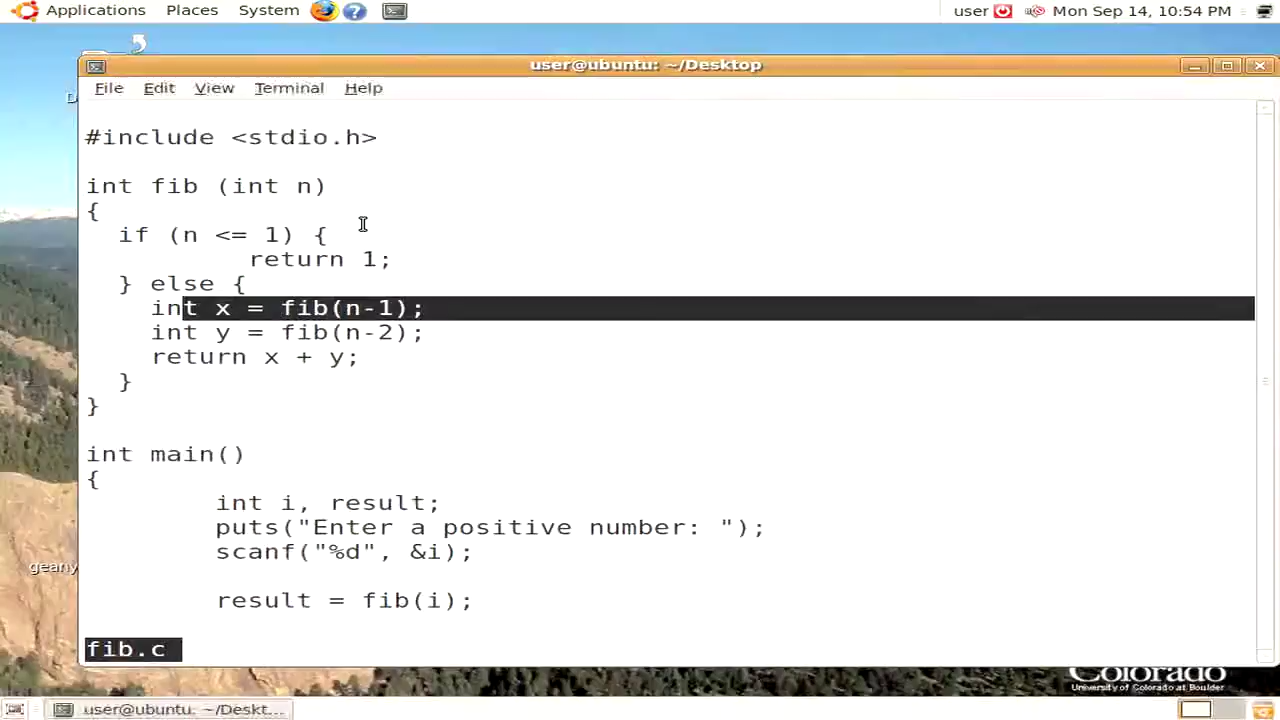 Applications Places System
user Mon Sep 14, 10:54 PM
user@ubuntu: ~/Desktop
File Edit View Terminal Help
#include <stdio.h>
int fib (int n)
{
if (n <= 1) {
return 1;
} else {
int x = fib(n-1);
int y = fib(n-2);
return x + y;
}
}
int main()
{
int i, result;
puts("Enter a positive number: ");
scanf("%d", &i);
geany
result = fib(i);
fib.c
Colorado
University of Colorado at Boulder
user@ubuntu: ~/Deskt...